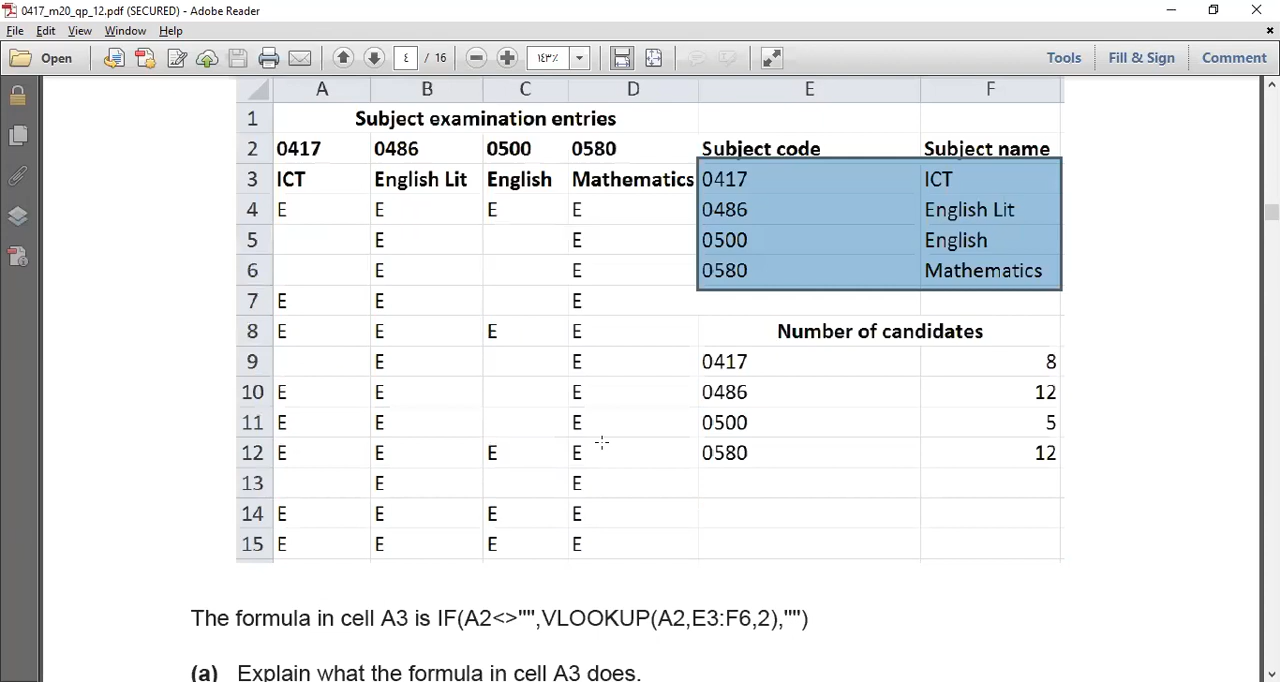 0417_m20_qp_12.pdf (SECURED) - Adobe Reader
File Edit View Window Help
Open ٤ / 16 ١٤٣٪ Tools Fill & Sign Comment
A B C D E F
1 Subject examination entries
2 0417 0486 0500 0580 Subject code Subject name
3 ICT English Lit English Mathematics 0417 ICT
4 E E E E 0486 English Lit
5 E E 0500 English
6 E E 0580 Mathematics
7 E E E
8 E E E E Number of candidates
9 E E 0417 8
10 E E E 0486 12
11 E E E 0500 5
12 E E E E 0580 12
13 E E
14 E E E E
15 E E E E
The formula in cell A3 is IF(A2<>"",VLOOKUP(A2,E3:F6,2),"")
(a) Explain what the formula in cell A3 does.